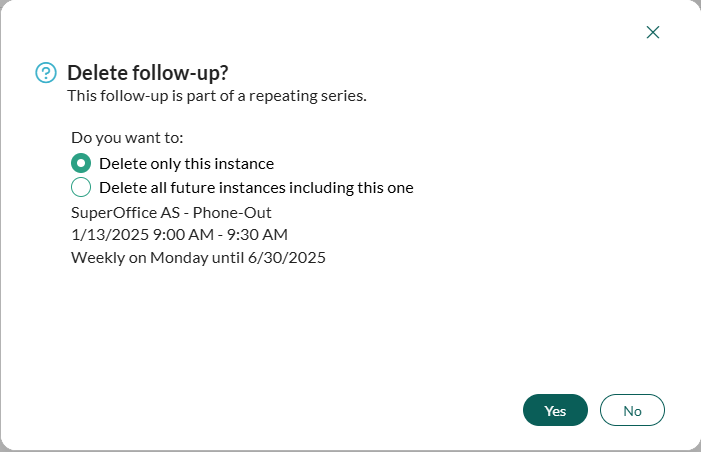 Delete follow-up?
This follow-up is part of a repeating series.
Do you want to:
Delete only this instance
Delete all future instances including this one
SuperOffice AS - Phone-Out
1/13/2025 9:00 AM - 9:30 AM
Weekly on Monday until 6/30/2025
Yes No